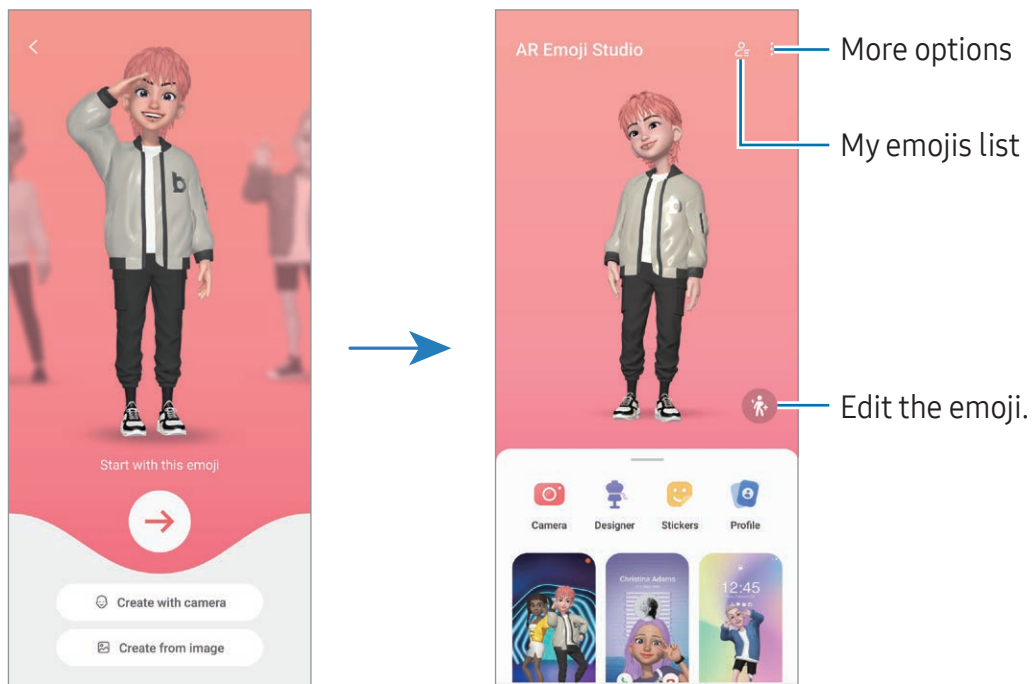 Start with this emoji
Create with camera
Create from image
AR Emoji Studio
More options
My emojis list
Edit the emoji.
Camera
Designer
Stickers
Profile
Christina Adams
12:45